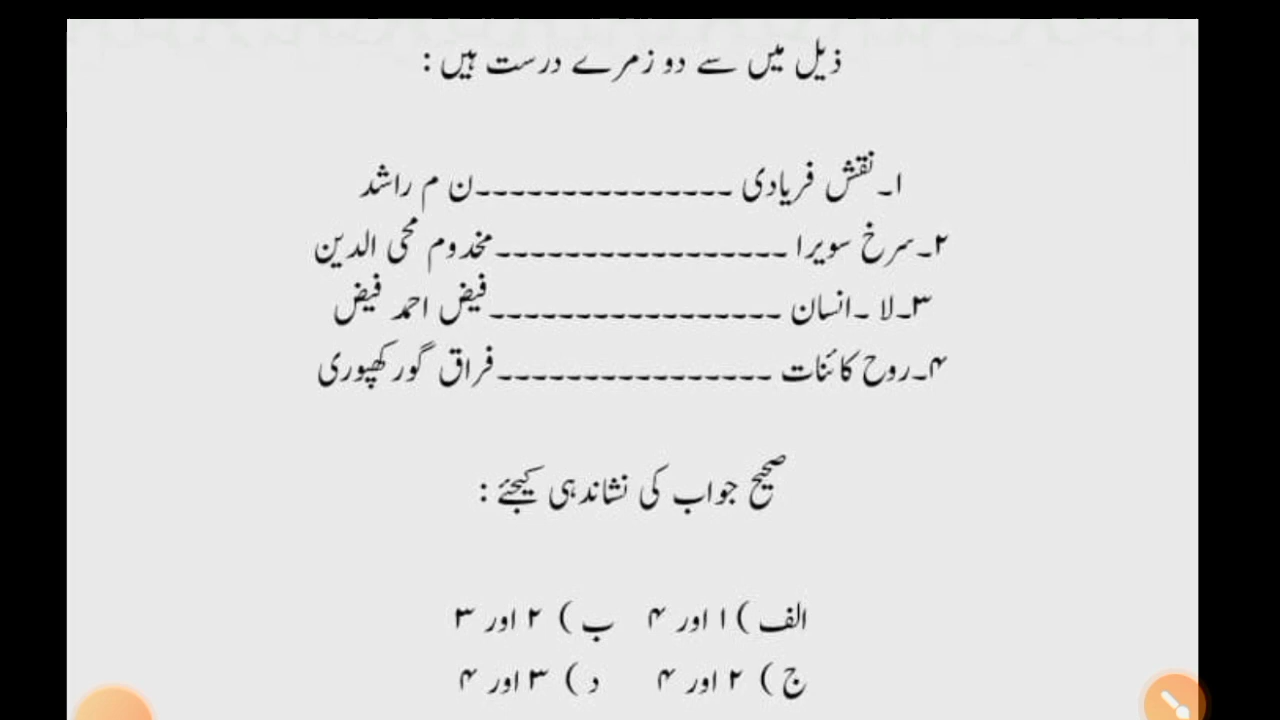 ذیل میں سے دو زمرے درست ہیں :
۱۔نقش فریادی ---------------ن م راشد
۲۔سرخ سویرا -----------------مخدوم محی الدین
۳۔لا ۔انسان -----------------فیض احمد فیض
۴۔روح کائنات ----------------فراق گورکھپوری
صحیح جواب کی نشاندہی کیجئے :
الف ) ۱ اور ۴ ب ) ۲ اور ۳
ج ) ۲ اور ۴ د ) ۳ اور ۴